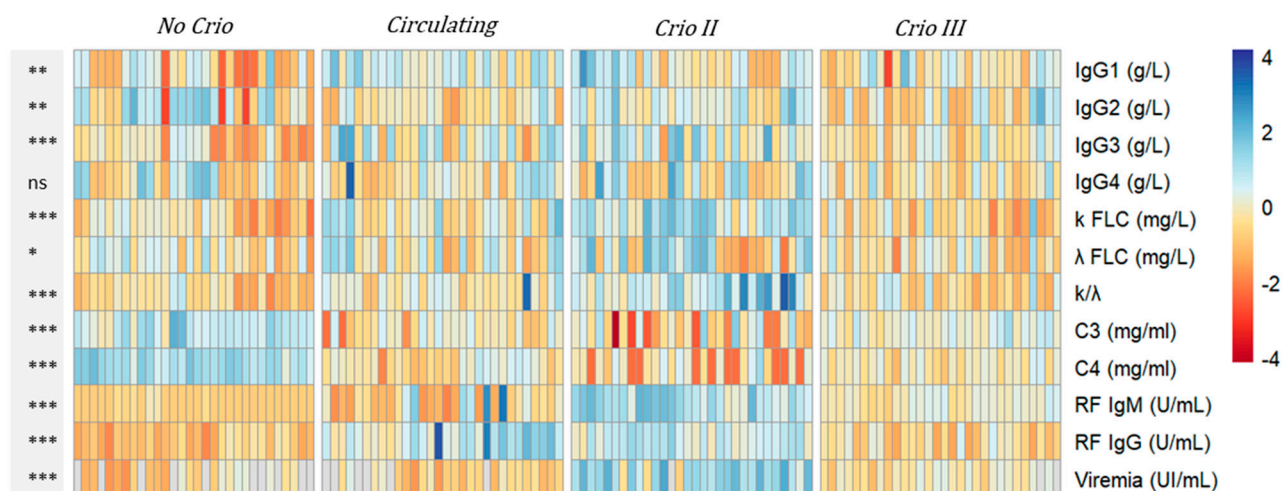 No Crio Circulating Crio II Crio III
** IgG1 (g/L)
** IgG2 (g/L)
*** IgG3 (g/L)
ns IgG4 (g/L)
*** k FLC (mg/L)
* λ FLC (mg/L)
*** k/λ
*** C3 (mg/ml)
*** C4 (mg/ml)
*** RF IgM (U/mL)
*** RF IgG (U/mL)
*** Viremia (UI/mL)
4
2
0
-2
-4